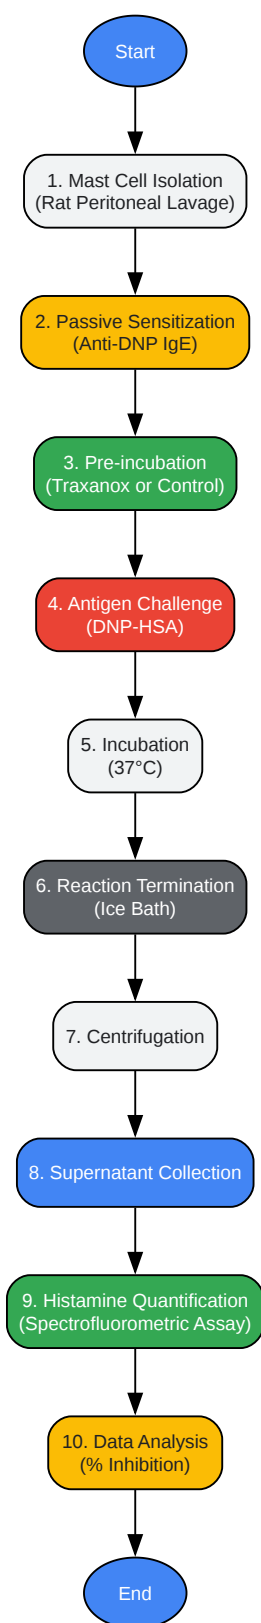 Start
1. Mast Cell Isolation
(Rat Peritoneal Lavage)
2. Passive Sensitization
(Anti-DNP IgE)
3. Pre-incubation
(Traxanox or Control)
4. Antigen Challenge
(DNP-HSA)
5. Incubation
(37°C)
6. Reaction Termination
(Ice Bath)
7. Centrifugation
8. Supernatant Collection
9. Histamine Quantification
(Spectrofluorometric Assay)
10. Data Analysis
(% Inhibition)
End